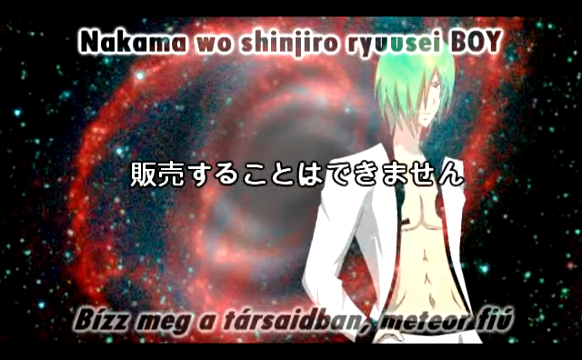 Nakama wo shinjiro ryuusei BOY
販売することはできません
Bízz meg a társaidban, meteor fiú